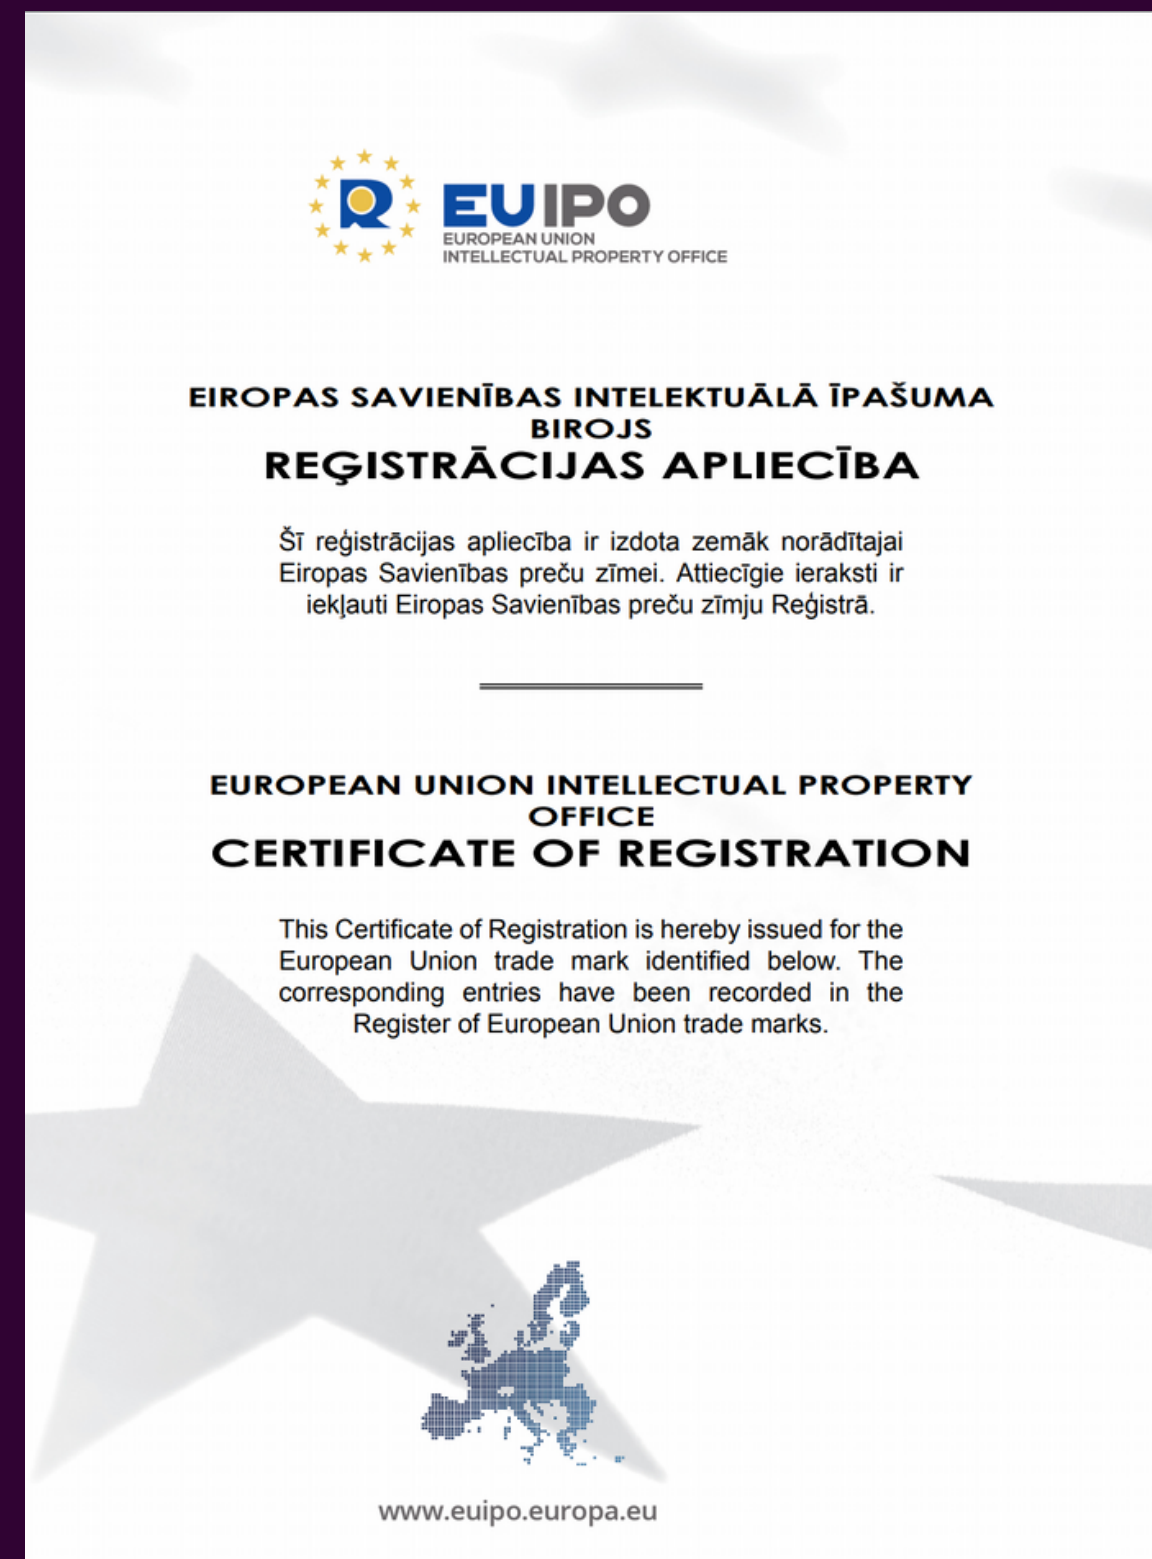 R EUIPO
EUROPEAN UNION
INTELLECTUAL PROPERTY OFFICE
EIROPAS SAVIENĪBAS INTELEKTUĀLĀ ĪPAŠUMA
BIROJS
REĢISTRĀCIJAS APLIECĪBA
Šī reģistrācijas apliecība ir izdota zemāk norādītajai
Eiropas Savienības preču zīmei. Attiecīgie ieraksti ir
iekļauti Eiropas Savienības preču zīmju Reģistrā.
EUROPEAN UNION INTELLECTUAL PROPERTY
OFFICE
CERTIFICATE OF REGISTRATION
This Certificate of Registration is hereby issued for the
European Union trade mark identified below. The
corresponding entries have been recorded in the
Register of European Union trade marks.
www.euipo.europa.eu